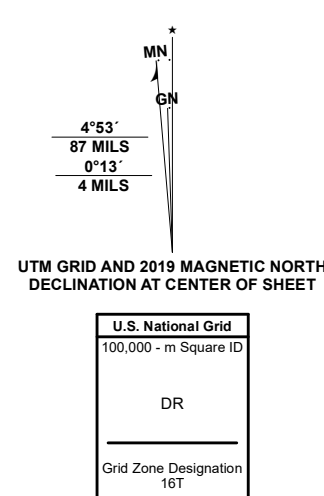 ★
MN
GN
4°53´
87 MILS
0°13´
4 MILS
UTM GRID AND 2019 MAGNETIC NORTH
DECLINATION AT CENTER OF SHEET
U.S. National Grid
100,000 - m Square ID
DR
Grid Zone Designation
16T